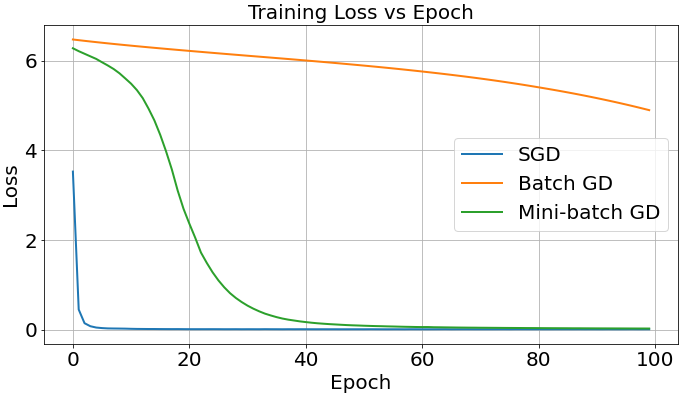 Training Loss vs Epoch
Loss
6
4
2
0
SGD
Batch GD
Mini-batch GD
0 20 40 60 80 100
Epoch